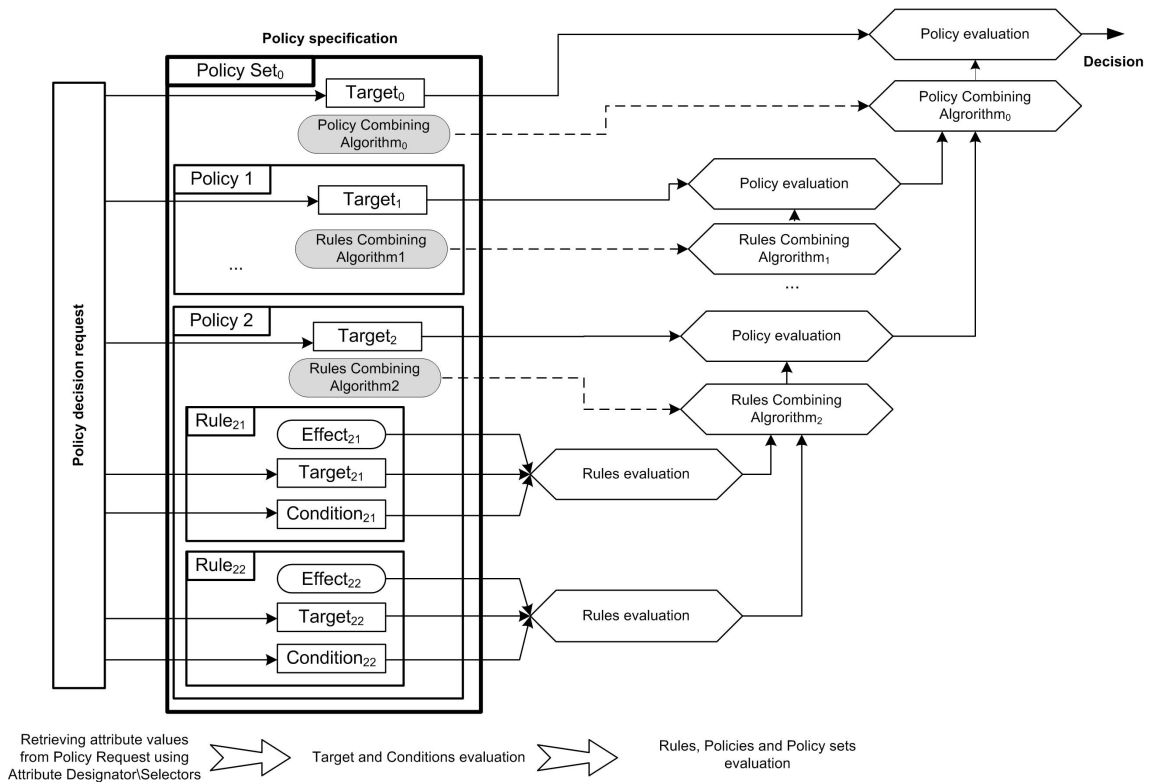 Policy specification
Policy evaluation
Decision
Policy Set₀
Target₀
Policy Combining
Algorithm₀
Policy Combining
Algrorithm₀
Policy 1
Target₁
Policy evaluation
Rules Combining
Algorithm1
Rules Combining
Algorithm₁
...
...
Policy decision request
Policy 2
Target₂
Policy evaluation
Rules Combining
Algorithm2
Rules Combining
Algorithm₂
Rule₂₁
Effect₂₁
Target₂₁
Rules evaluation
Condition₂₁
Rule₂₂
Effect₂₂
Target₂₂
Rules evaluation
Condition₂₂
Retrieving attribute values
from Policy Request using
Attribute Designator\Selectors
Target and Conditions evaluation
Rules, Policies and Policy sets
evaluation